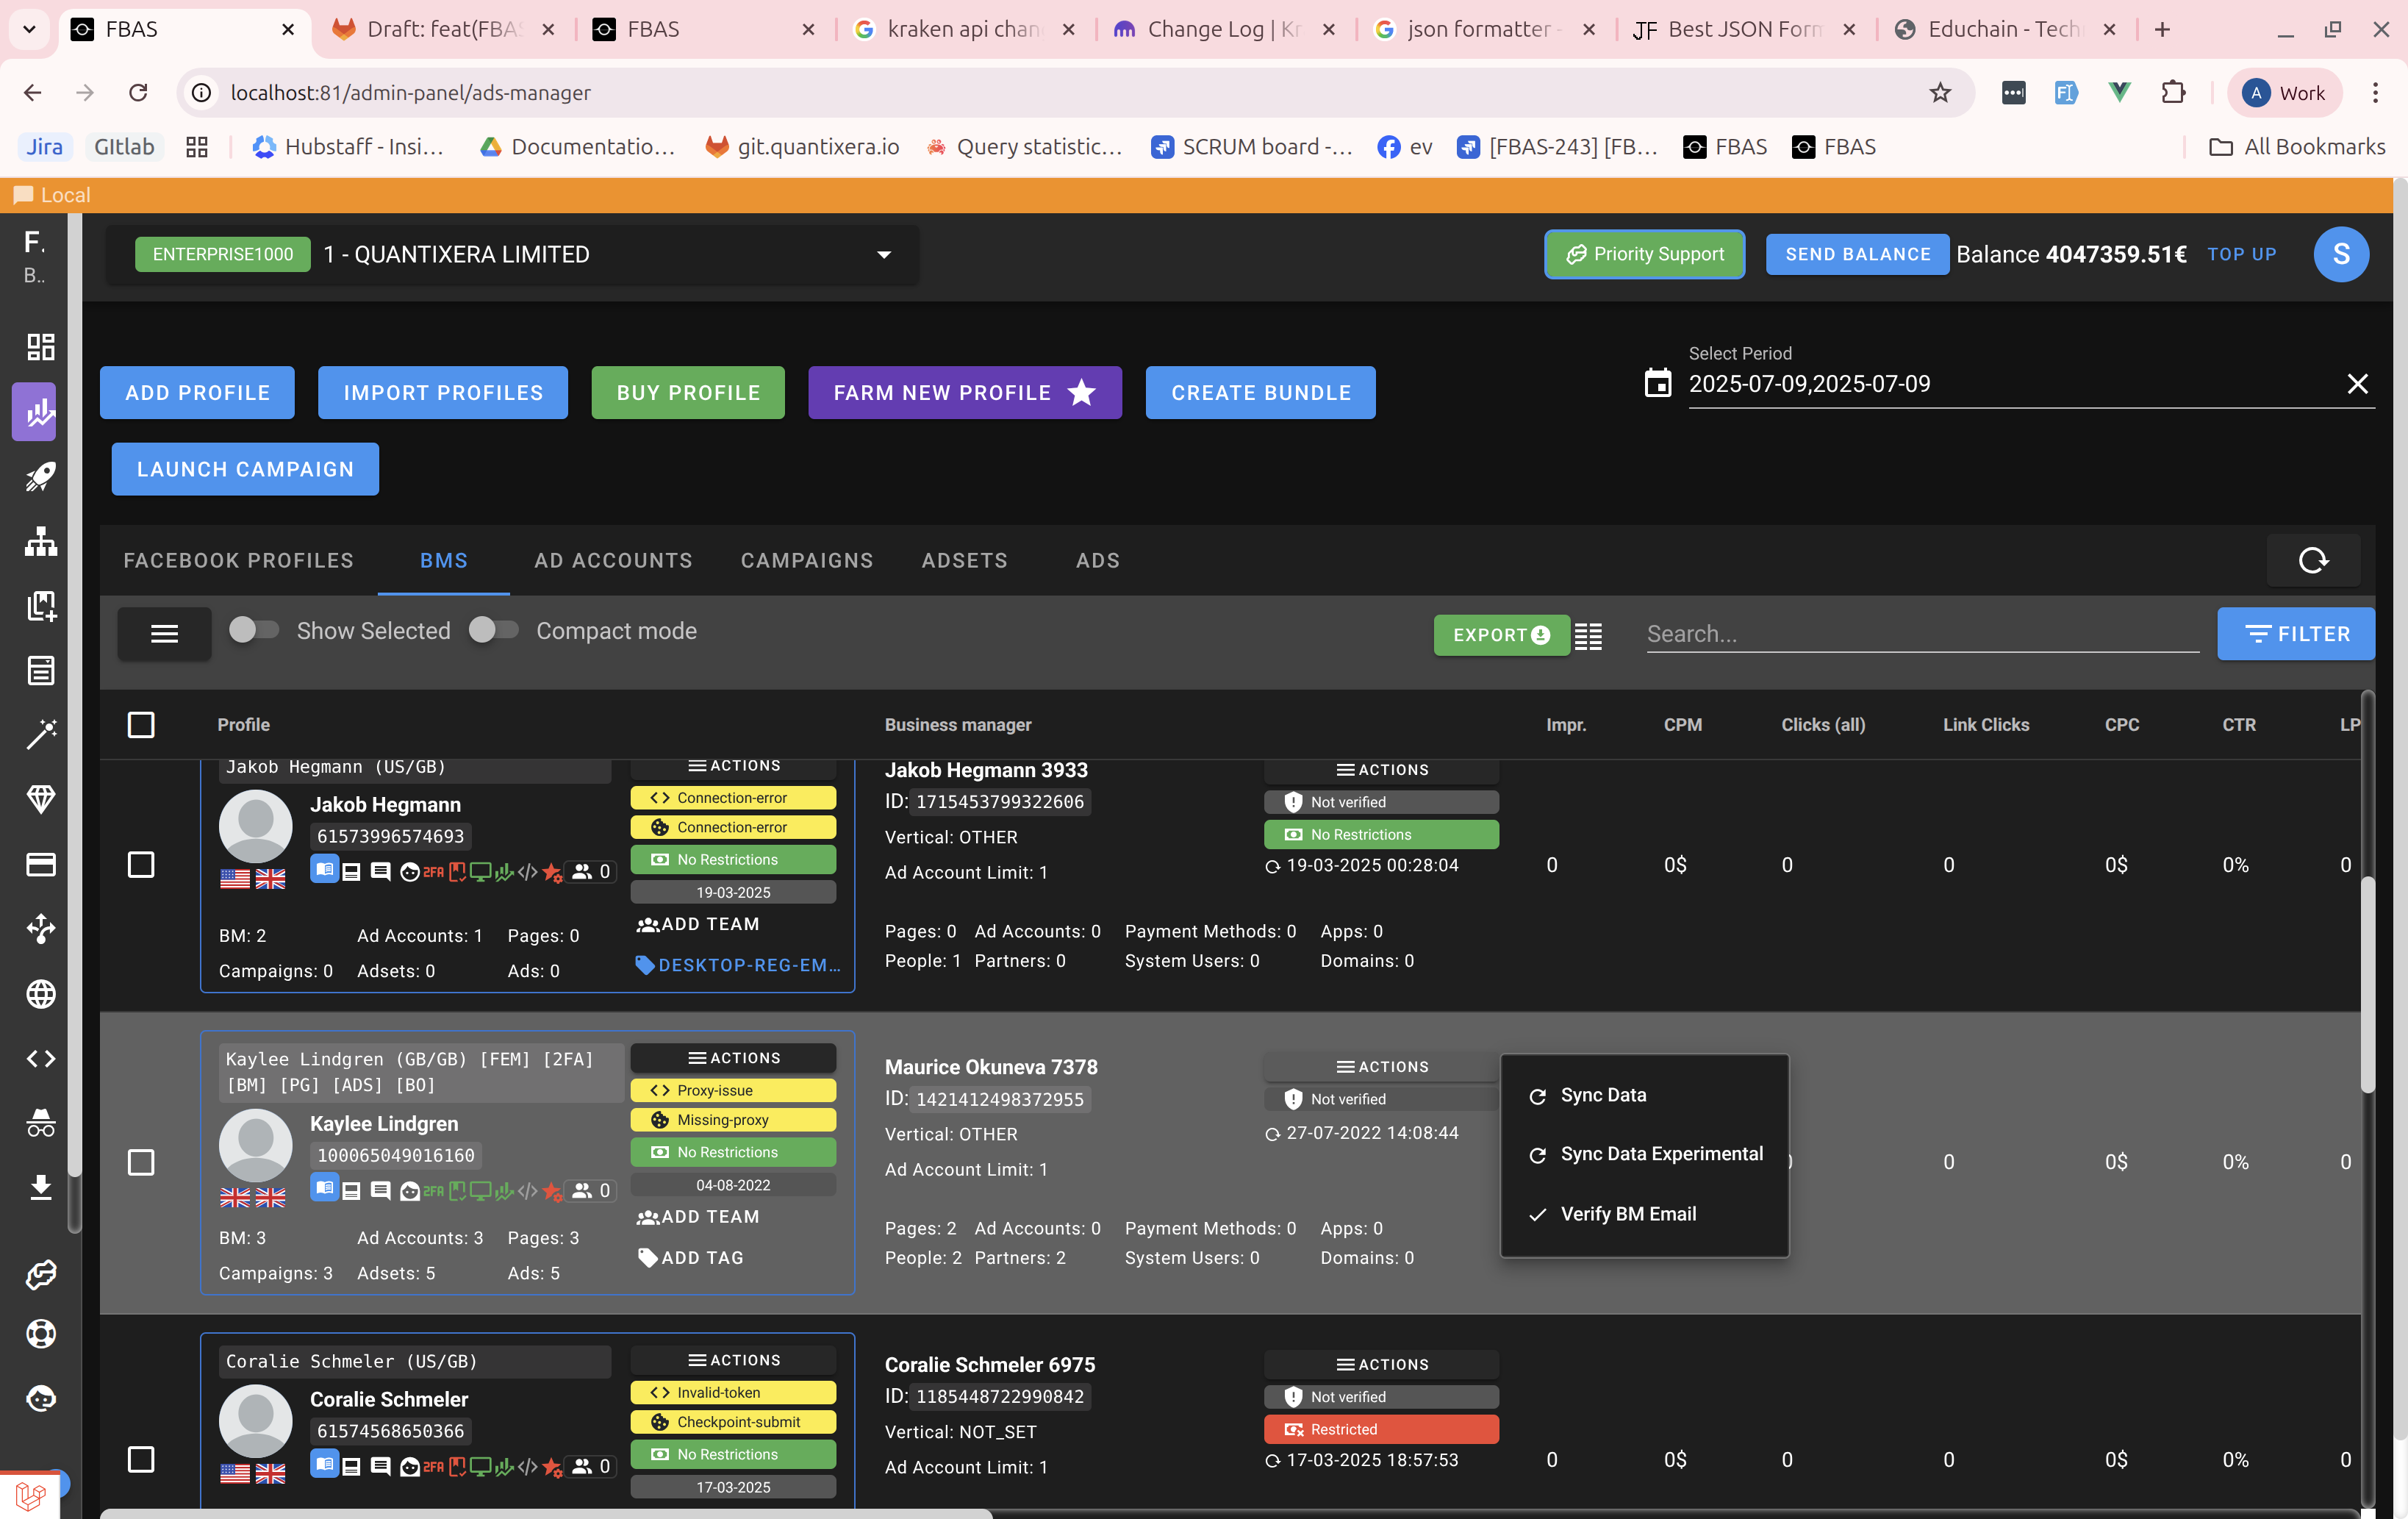 FBAS
Draft: feat(FBAS
FBAS
kraken api chan
Change Log | Kr
json formatter -
JF Best JSON Form
Educhain - Tech
localhost:81/admin-panel/ads-manager
A Work
Jira
GItlab
Hubstaff - Insi...
Documentatio...
git.quantixera.io
Query statistic...
SCRUM board -...
ev
[FBAS-243] [FB...
FBAS
FBAS
All Bookmarks
Local
F.
B..
ENTERPRISE1000 1 - QUANTIXERA LIMITED
Priority Support
SEND BALANCE
Balance 4047359.51€
TOP UP
S
ADD PROFILE
IMPORT PROFILES
BUY PROFILE
FARM NEW PROFILE
CREATE BUNDLE
Select Period
2025-07-09,2025-07-09
LAUNCH CAMPAIGN
FACEBOOK PROFILES
BMS
AD ACCOUNTS
CAMPAIGNS
ADSETS
ADS
Show Selected
Compact mode
EXPORT
Search...
FILTER
Profile
Business manager
Impr.
CPM
Clicks (all)
Link Clicks
CPC
CTR
LP
Jakob Hegmann (US/GB)
Jakob Hegmann
61573996574693
2FA
0
BM: 2 Ad Accounts: 1 Pages: 0
Campaigns: 0 Adsets: 0 Ads: 0
ACTIONS
Connection-error
Connection-error
No Restrictions
19-03-2025
ADD TEAM
DESKTOP-REG-EM...
Jakob Hegmann 3933
ID: 1715453799322606
Vertical: OTHER
Ad Account Limit: 1
ACTIONS
Not verified
No Restrictions
19-03-2025 00:28:04
Pages: 0 Ad Accounts: 0 Payment Methods: 0 Apps: 0
People: 1 Partners: 0 System Users: 0 Domains: 0
0 0$ 0 0 0$ 0% 0
Kaylee Lindgren (GB/GB) [FEM] [2FA]
[BM] [PG] [ADS] [BO]
Kaylee Lindgren
100065049016160
2FA
0
BM: 3 Ad Accounts: 3 Pages: 3
Campaigns: 3 Adsets: 5 Ads: 5
ACTIONS
Proxy-issue
Missing-proxy
No Restrictions
04-08-2022
ADD TEAM
ADD TAG
Maurice Okuneva 7378
ID: 1421412498372955
Vertical: OTHER
Ad Account Limit: 1
ACTIONS
Not verified
27-07-2022 14:08:44
Pages: 2 Ad Accounts: 0 Payment Methods: 0 Apps: 0
People: 2 Partners: 2 System Users: 0 Domains: 0
Sync Data
Sync Data Experimental
Verify BM Email
0 0$ 0% 0
Coralie Schmeler (US/GB)
Coralie Schmeler
61574568650366
2FA
0
ACTIONS
Invalid-token
Checkpoint-submit
No Restrictions
17-03-2025
Coralie Schmeler 6975
ID: 1185448722990842
Vertical: NOT_SET
Ad Account Limit: 1
ACTIONS
Not verified
Restricted
17-03-2025 18:57:53
0 0$ 0 0 0$ 0% 0